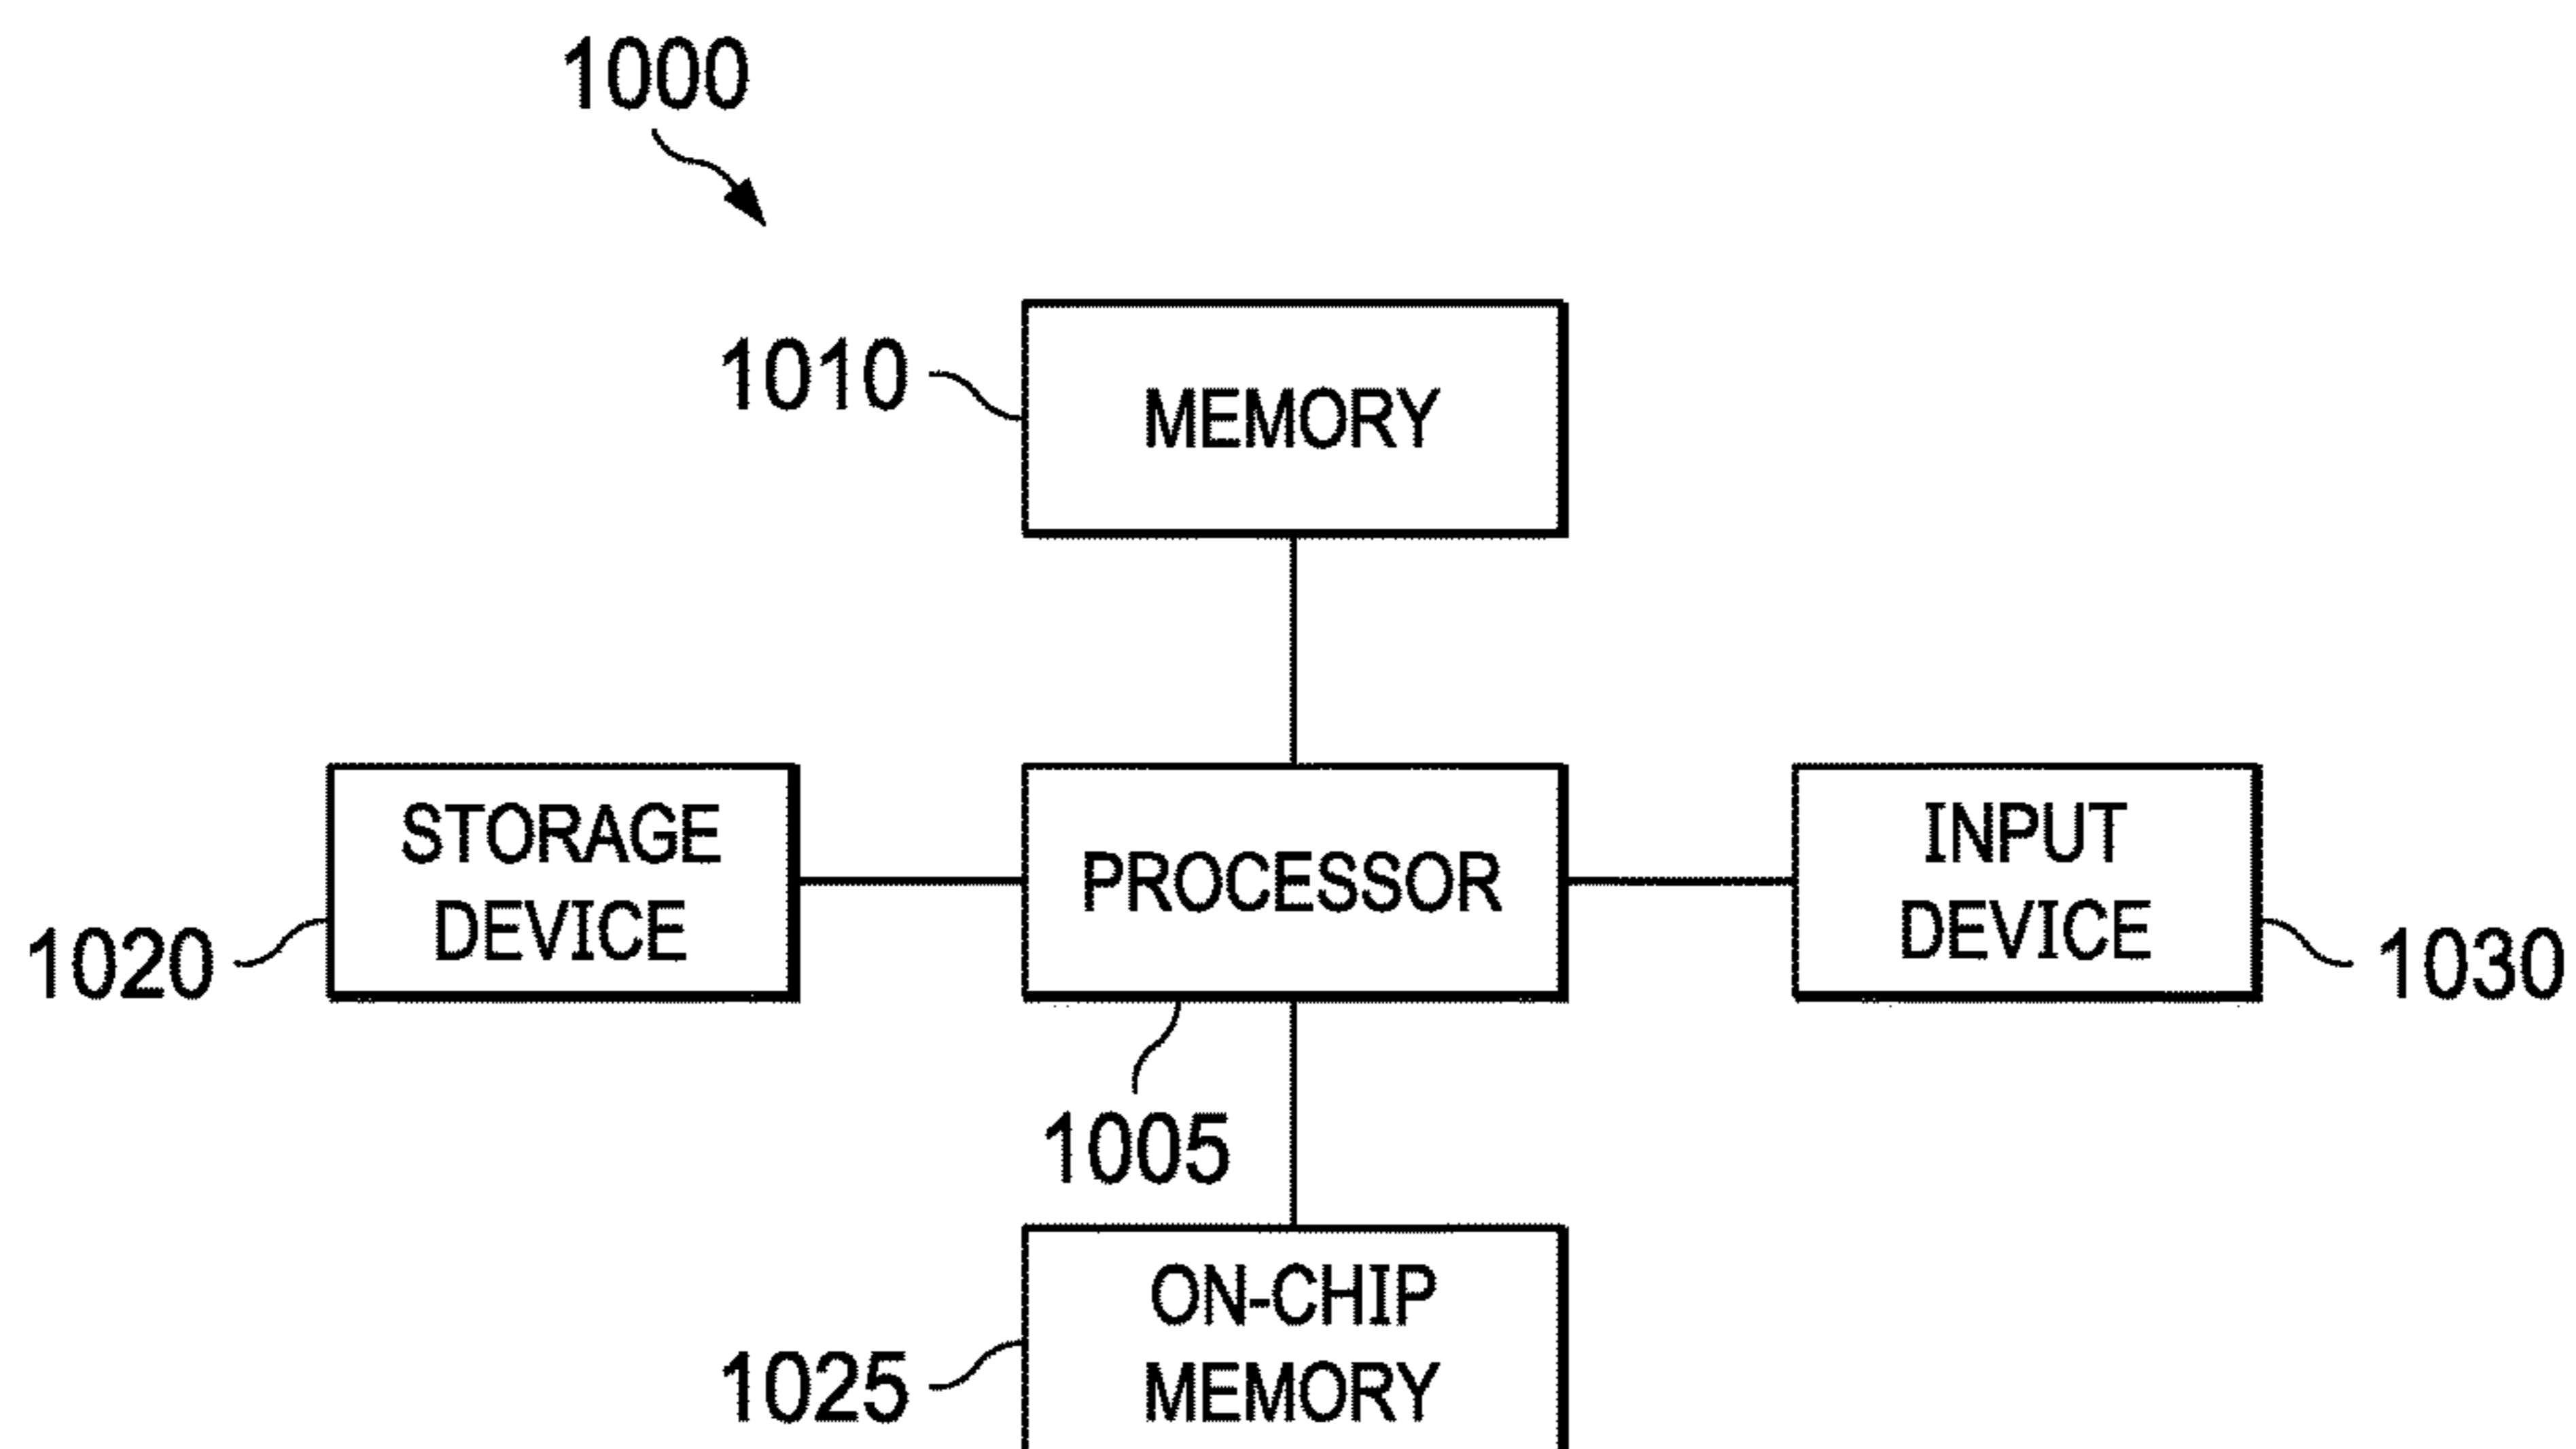 1000
1010
MEMORY
STORAGE
DEVICE
1020
PROCESSOR
1005
INPUT
DEVICE
1030
ON-CHIP
MEMORY
1025